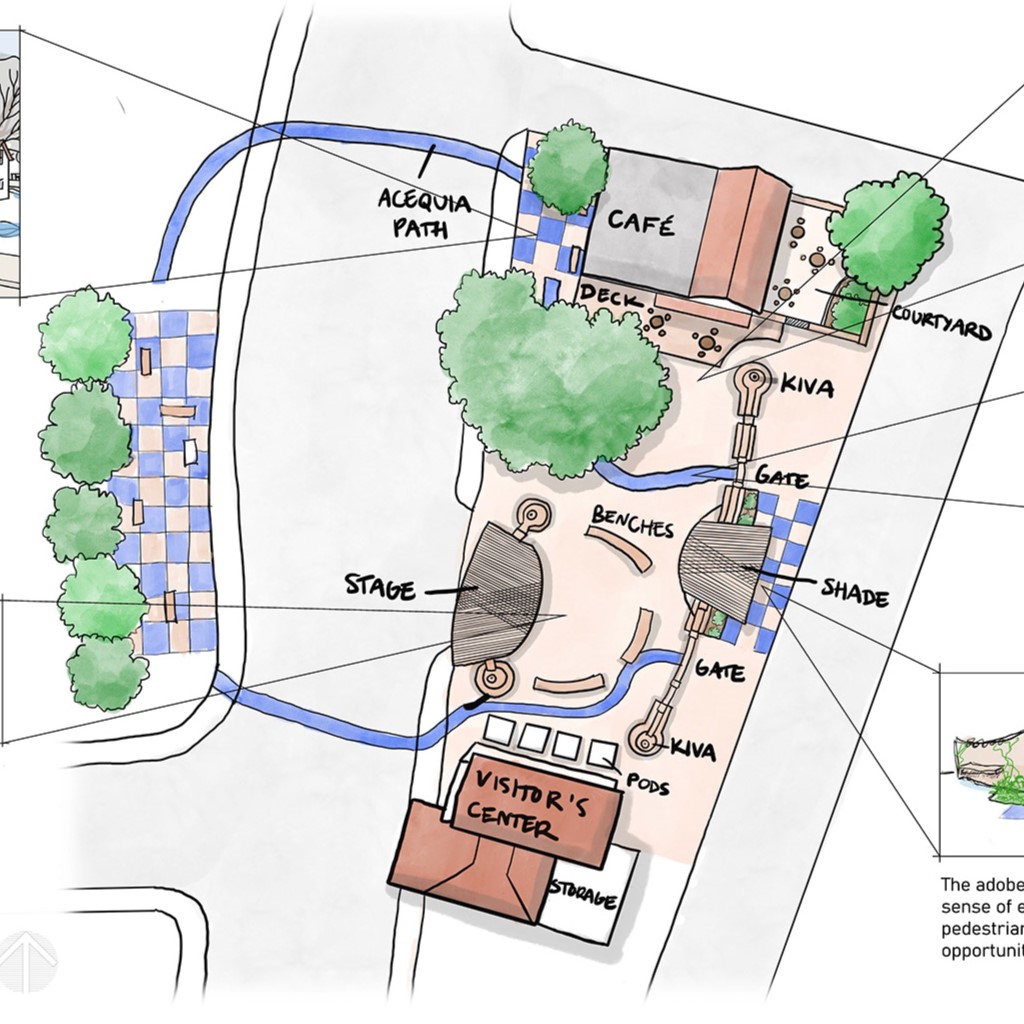 ACEQUIA
PATH
CAFÉ
DECK
COURTYARD
KIVA
GATE
BENCHES
STAGE
SHADE
GATE
KIVA
PODS
VISITOR'S
CENTER
STORAGE
The adobe
sense of e
pedestrian
opportunit